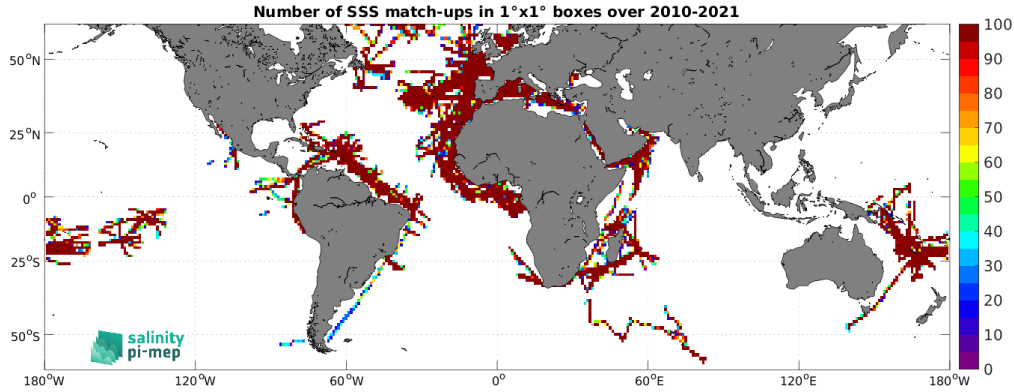 Number of SSS match-ups in 1°x1° boxes over 2010-2021
100
90
80
70
60
50
40
30
20
10
0
50°N
25°N
0°
25°S
50°S
salinity
pi-mep
180°W 120°W 60°W 0° 60°E 120°E 180°W